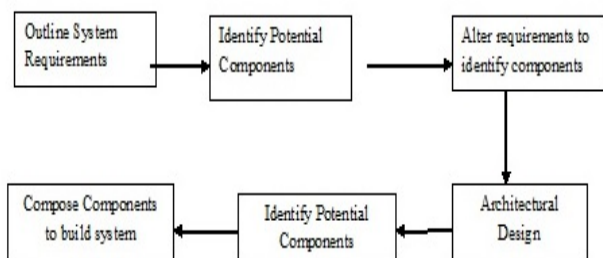 Outline System
Requirements
Identify Potential
Components
Alter requirements to
identify components
Architectural
Design
Identify Potential
Components
Compose Components
to build system